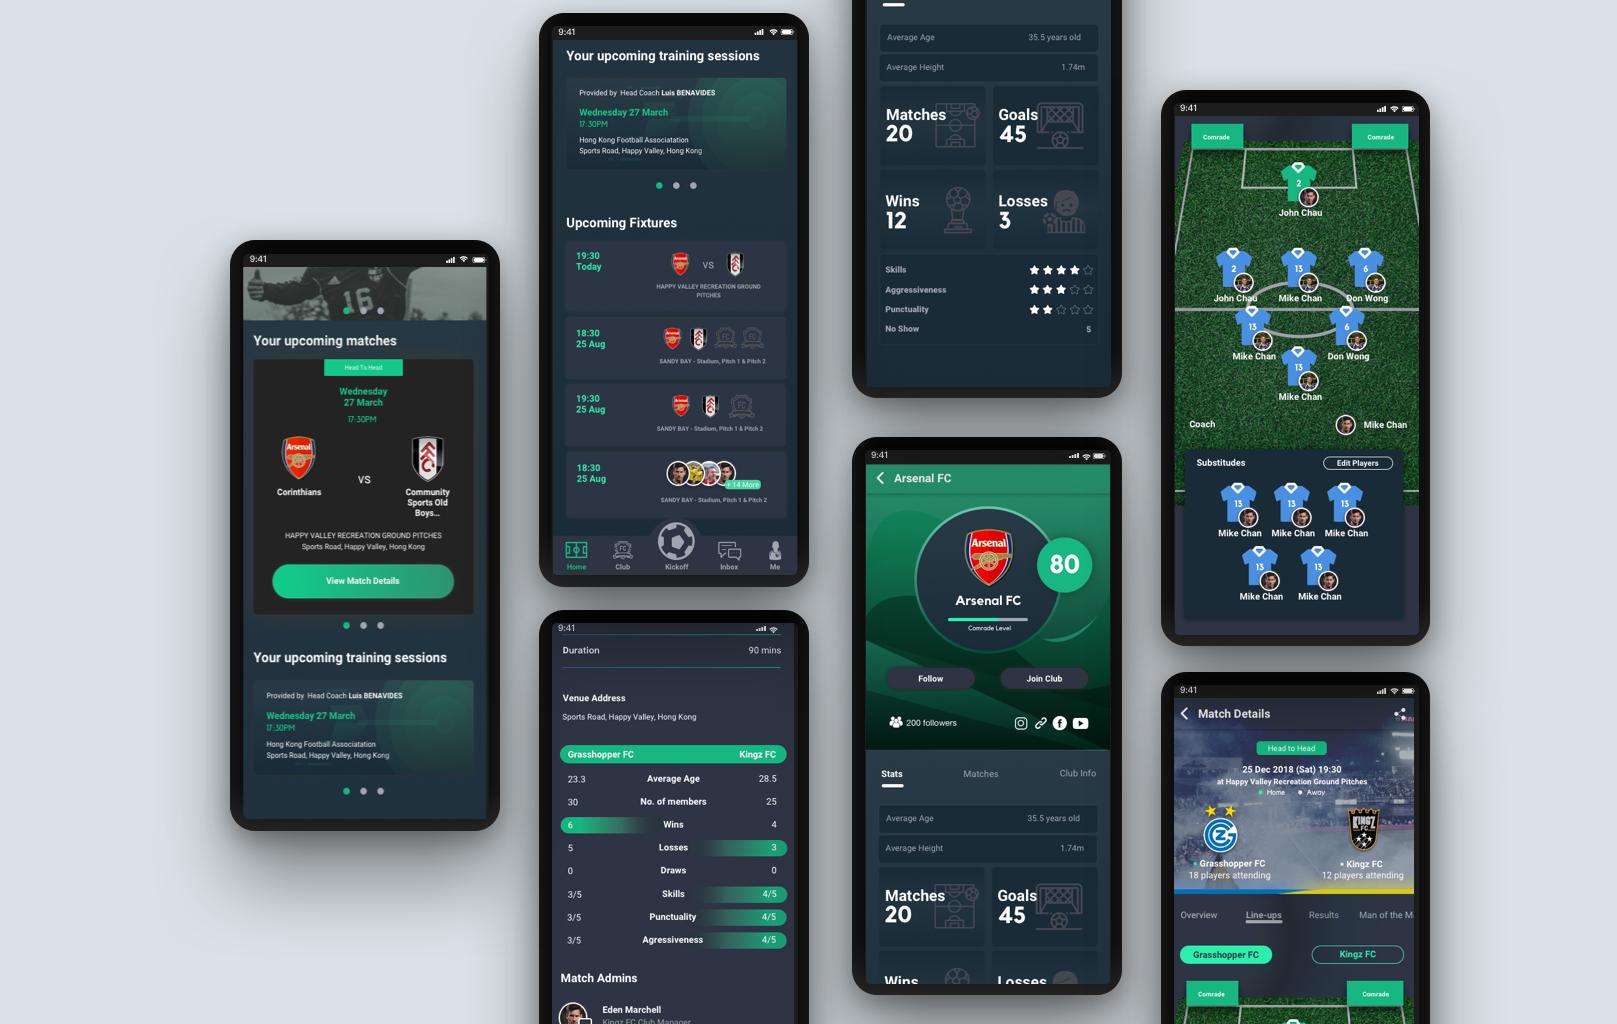 9:41
Your upcoming matches
Head To Head
Wednesday
27 March
17:30PM
Arsenal
VS
Corinthians
Community
Sports Old
Boys...
HAPPY VALLEY RECREATION GROUND PITCHES
Sports Road, Happy Valley, Hong Kong
View Match Details
Your upcoming training sessions
Provided by Head Coach Luis BENAVIDES
Wednesday 27 March
17:30PM
Hong Kong Football Associatation
Sports Road, Happy Valley, Hong Kong
9:41
Your upcoming training sessions
Provided by Head Coach Luis BENAVIDES
Wednesday 27 March
17:30PM
Hong Kong Football Associatation
Sports Road, Happy Valley, Hong Kong
Upcoming Fixtures
19:30
Today
VS
HAPPY VALLEY RECREATION GROUND
PITCHES
18:30
25 Aug
FC FC
SANDY BAY - Stadium, Pitch 1 & Pitch 2
19:30
25 Aug
FC
SANDY BAY - Stadium, Pitch 1 & Pitch 2
18:30
25 Aug
+ 14 More
SANDY BAY - Stadium, Pitch 1 & Pitch 2
FC
Home Club Kickoff Inbox Me
9:41
Duration 90 mins
Venue Address
Sports Road, Happy Valley, Hong Kong
Grasshopper FC Kingz FC
23.3 Average Age 28.5
30 No. of members 25
6 Wins 4
5 Losses 3
0 Draws 0
3/5 Skills 4/5
3/5 Punctuality 4/5
3/5 Agressiveness 4/5
Match Admins
Eden Marchell
Kingz FC Club Manager
Average Age 35.5 years old
Average Height 1.74m
Matches
20
Goals
45
Wins
12
Losses
3
Skills
Aggressiveness
Punctuality
No Show 5
9:41
Arsenal FC
Arsenal
80
Arsenal FC
Comrade Level
Follow Join Club
200 followers
Stats Matches Club Info
Average Age 35.5 years old
Average Height 1.74m
Matches
20
Goals
45
Wins Losses
9:41
Comrade Comrade
2
John Chau
2 13 6
John Chau Mike Chan Don Wong
13 6
Mike Chan Don Wong
13
Mike Chan
Coach Mike Chan
Substitudes Edit Players
13 13 13
Mike Chan Mike Chan Mike Chan
13 13
Mike Chan Mike Chan
9:41
Match Details
Head to Head
25 Dec 2018 (Sat) 19:30
at Happy Valley Recreation Ground Pitches
Home Away
KINGZ
FC
Grasshopper FC Kingz FC
18 players attending 12 players attending
Overview Line-ups Results Man of the M
Grasshopper FC Kingz FC
Comrade Comrade